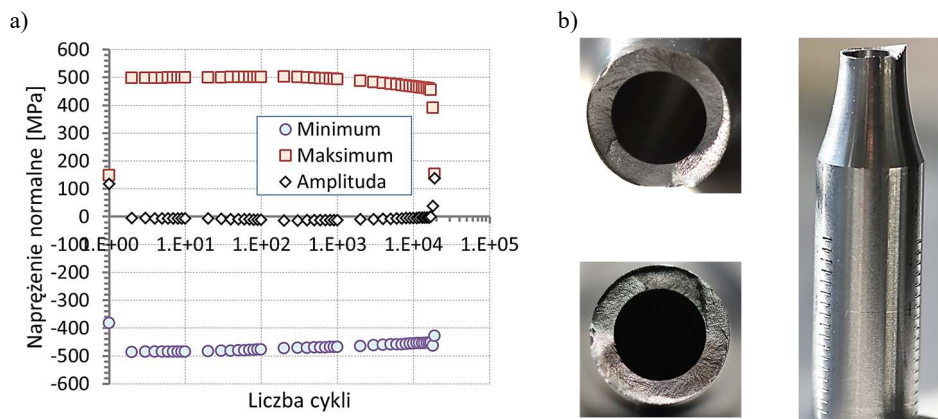 a)
b)
600
500
400
300
200
100
0
-100
-200
-300
-400
-500
-600
Naprężenie normalne [MPa]
Minimum
Maksimum
Amplituda
1.E+00 1.E+01 1.E+02 1.E+03 1.E+04 1.E+05
Liczba cykli